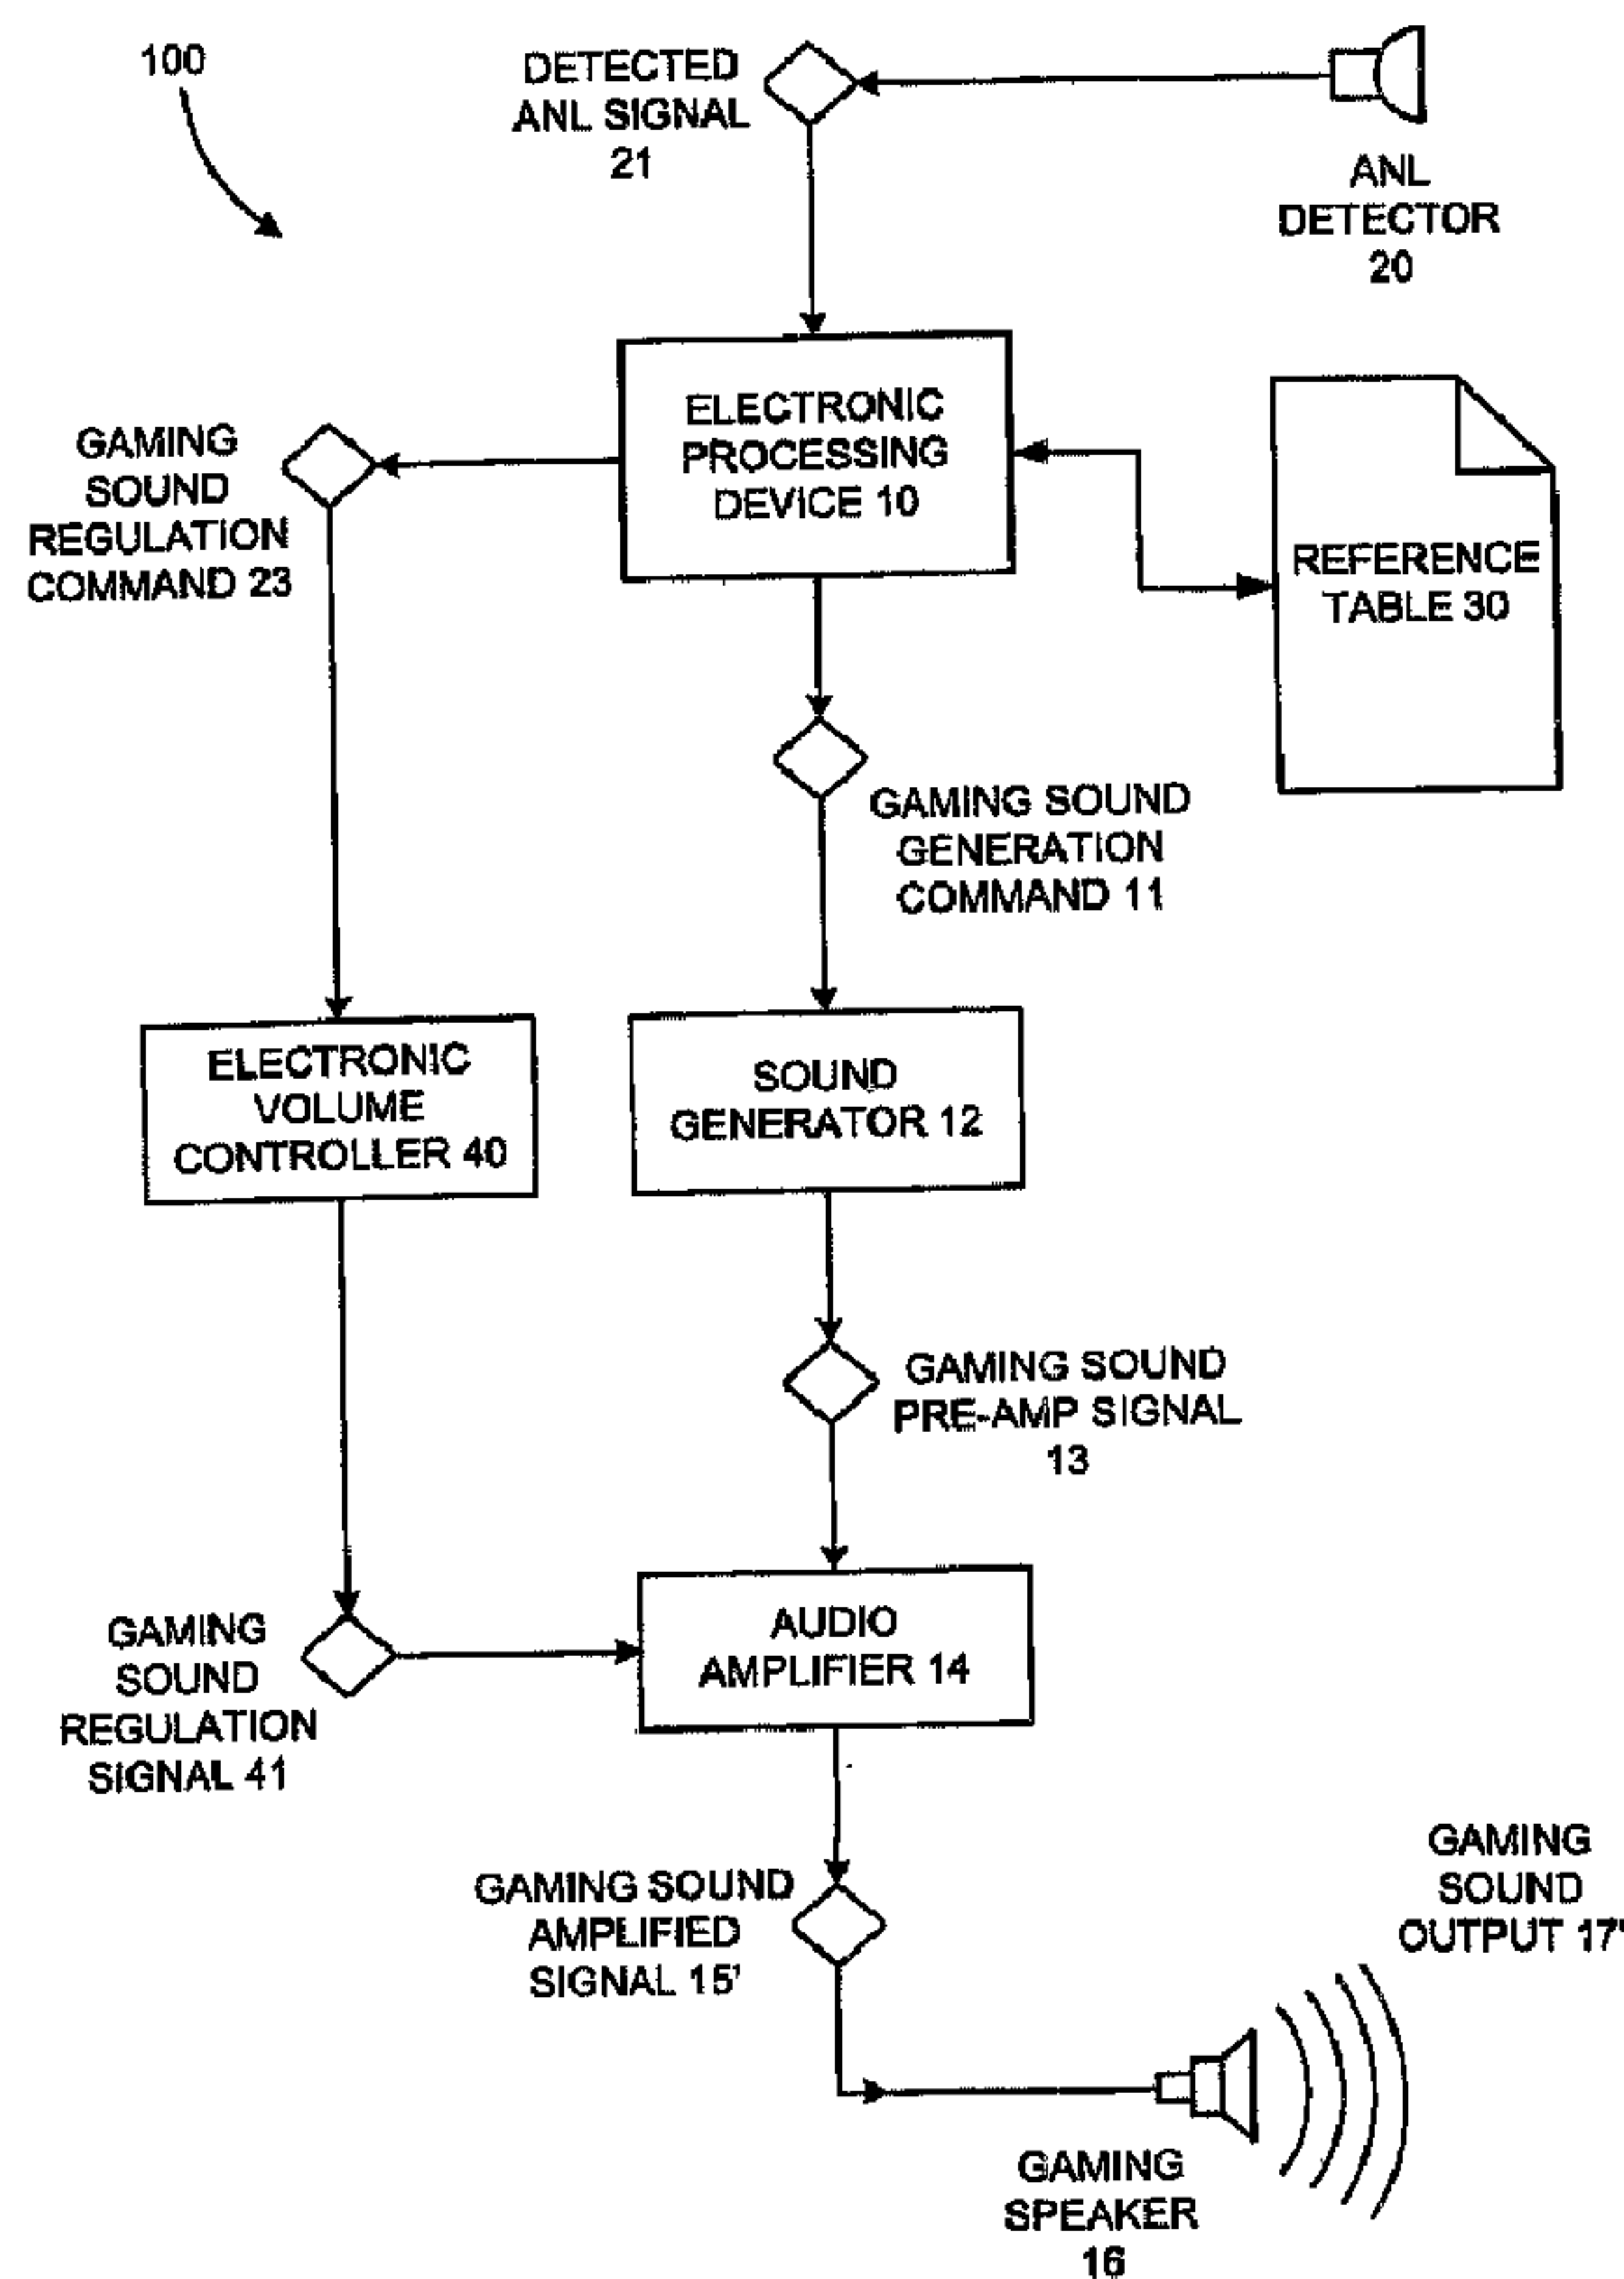 100
DETECTED
ANL SIGNAL
21
ANL
DETECTOR
20
ELECTRONIC
PROCESSING
DEVICE 10
GAMING
SOUND
REGULATION
COMMAND 23
REFERENCE
TABLE 30
GAMING SOUND
GENERATION
COMMAND 11
ELECTRONIC
VOLUME
CONTROLLER 40
SOUND
GENERATOR 12
GAMING SOUND
PRE-AMP SIGNAL
13
GAMING
SOUND
REGULATION
SIGNAL 41
AUDIO
AMPLIFIER 14
GAMING SOUND
AMPLIFIED
SIGNAL 15'
GAMING
SOUND
OUTPUT 17'
GAMING
SPEAKER
16